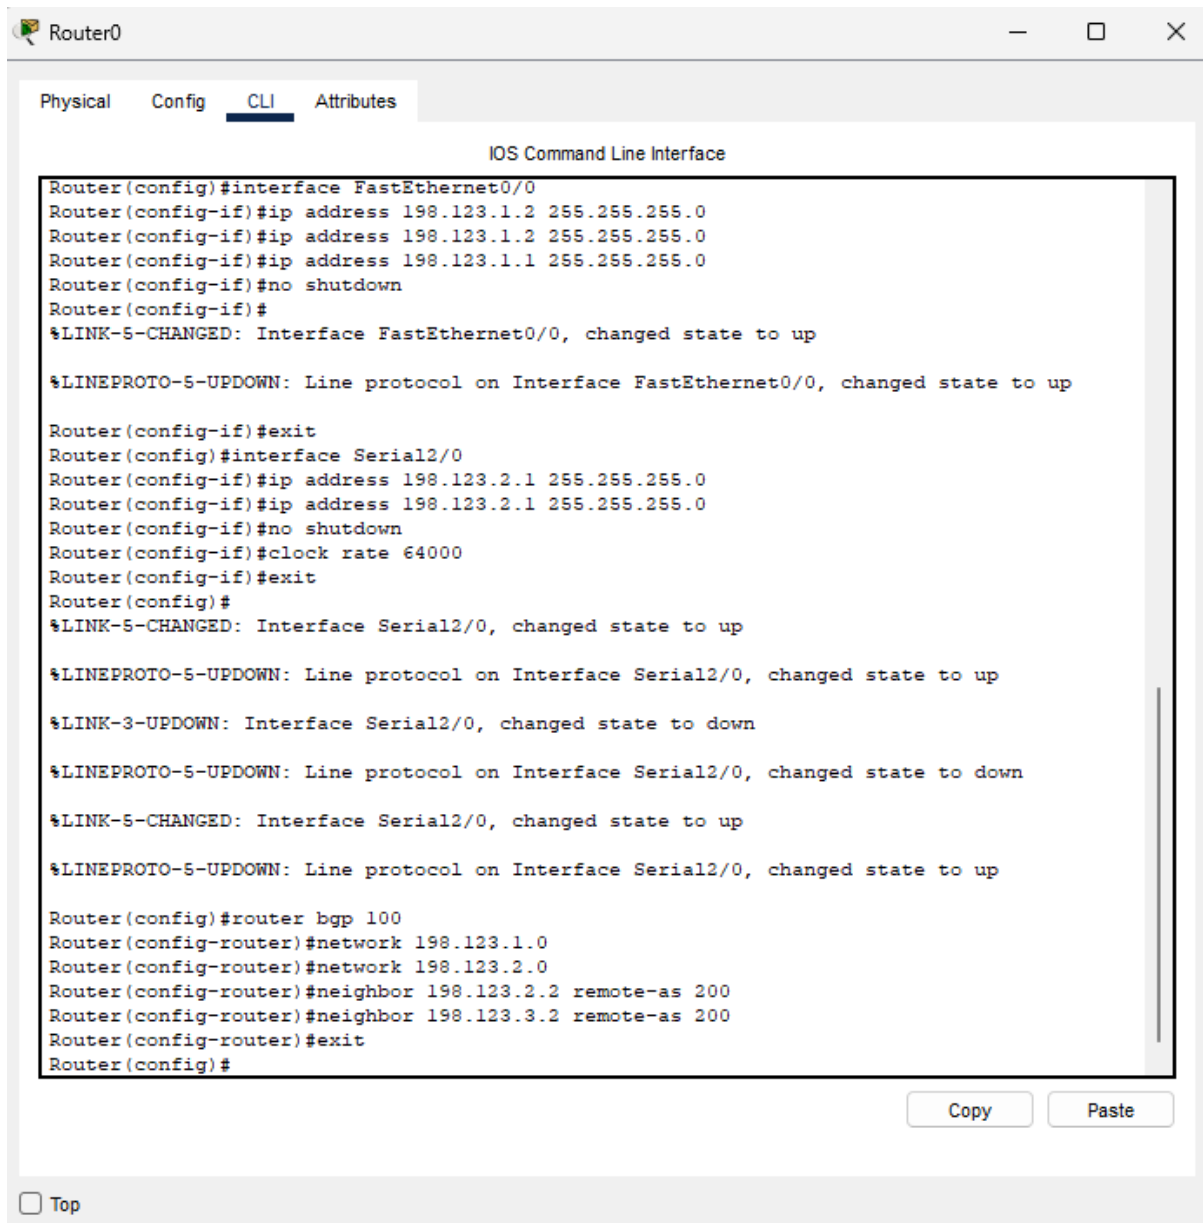 Router0
Physical Config CLI Attributes
IOS Command Line Interface
Router(config)#interface FastEthernet0/0
Router(config-if)#ip address 198.123.1.2 255.255.255.0
Router(config-if)#ip address 198.123.1.2 255.255.255.0
Router(config-if)#ip address 198.123.1.1 255.255.255.0
Router(config-if)#no shutdown
Router(config-if)#
%LINK-5-CHANGED: Interface FastEthernet0/0, changed state to up
%LINEPROTO-5-UPDOWN: Line protocol on Interface FastEthernet0/0, changed state to up
Router(config-if)#exit
Router(config)#interface Serial2/0
Router(config-if)#ip address 198.123.2.1 255.255.255.0
Router(config-if)#ip address 198.123.2.1 255.255.255.0
Router(config-if)#no shutdown
Router(config-if)#clock rate 64000
Router(config-if)#exit
Router(config)#
%LINK-5-CHANGED: Interface Serial2/0, changed state to up
%LINEPROTO-5-UPDOWN: Line protocol on Interface Serial2/0, changed state to up
%LINK-3-UPDOWN: Interface Serial2/0, changed state to down
%LINEPROTO-5-UPDOWN: Line protocol on Interface Serial2/0, changed state to down
%LINK-5-CHANGED: Interface Serial2/0, changed state to up
%LINEPROTO-5-UPDOWN: Line protocol on Interface Serial2/0, changed state to up
Router(config)#router bgp 100
Router(config-router)#network 198.123.1.0
Router(config-router)#network 198.123.2.0
Router(config-router)#neighbor 198.123.2.2 remote-as 200
Router(config-router)#neighbor 198.123.3.2 remote-as 200
Router(config-router)#exit
Router(config)#
Copy Paste
Top